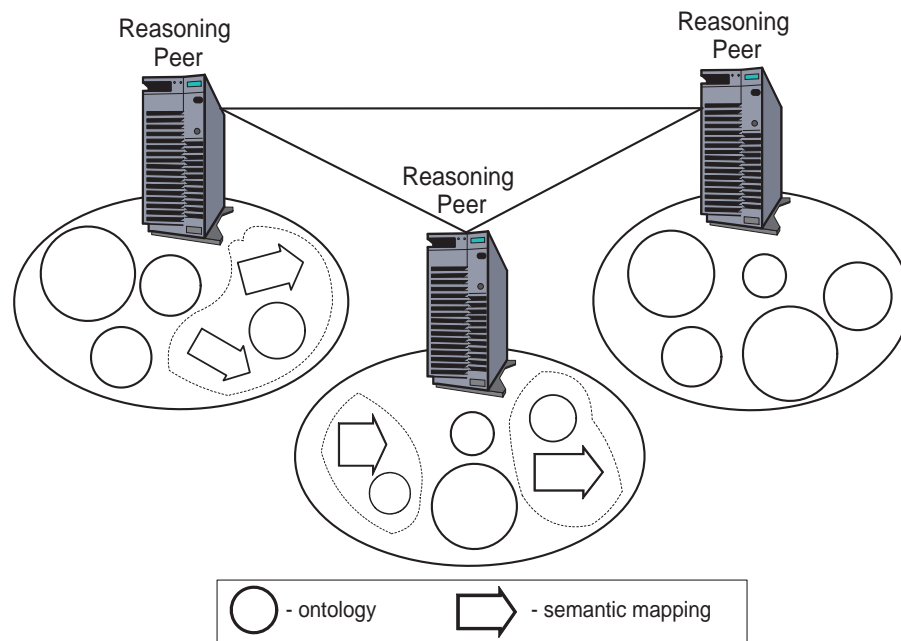 Reasoning
Peer
Reasoning
Peer
Reasoning
Peer
- ontology
- semantic mapping